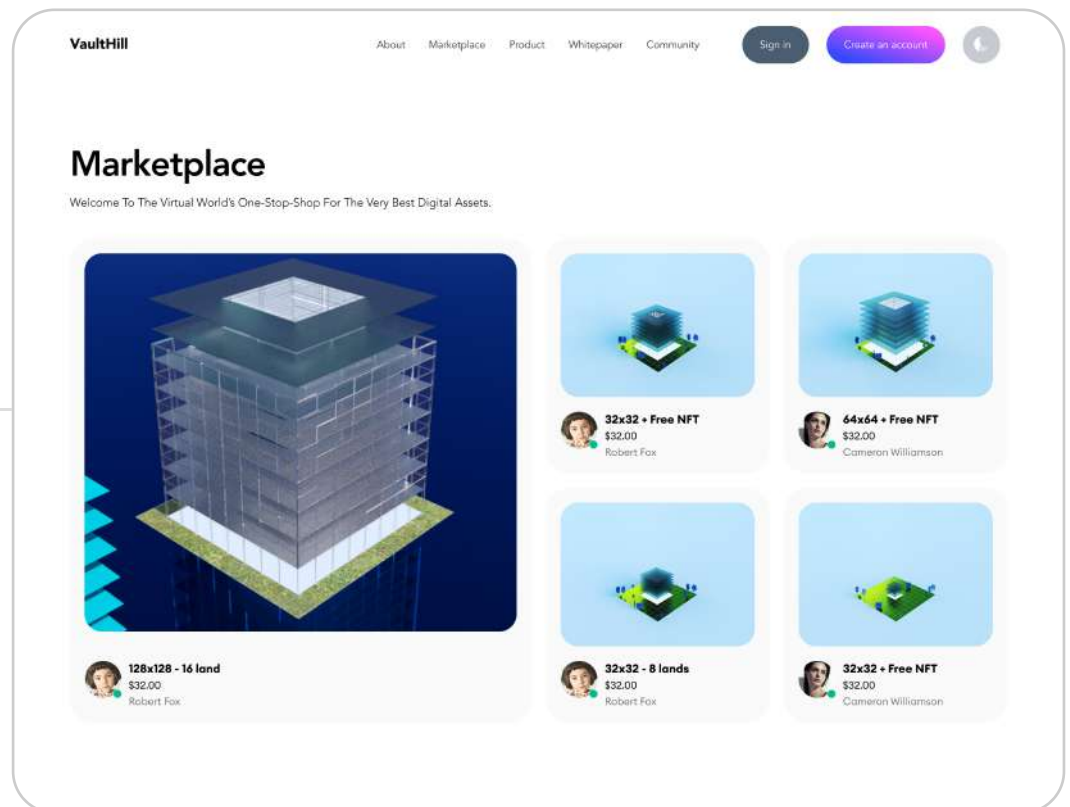 VaultHill
About Marketplace Product Whitepaper Community Sign in Create an account
Marketplace
Welcome To The Virtual World's One-Stop-Shop For The Very Best Digital Assets.
32x32 + Free NFT
$32.00
Robert Fox
64x64 + Free NFT
$32.00
Cameron Williamson
128x128 - 16 land
$32.00
Robert Fox
32x32 - 8 lands
$32.00
Robert Fox
32x32 + Free NFT
$32.00
Cameron Williamson